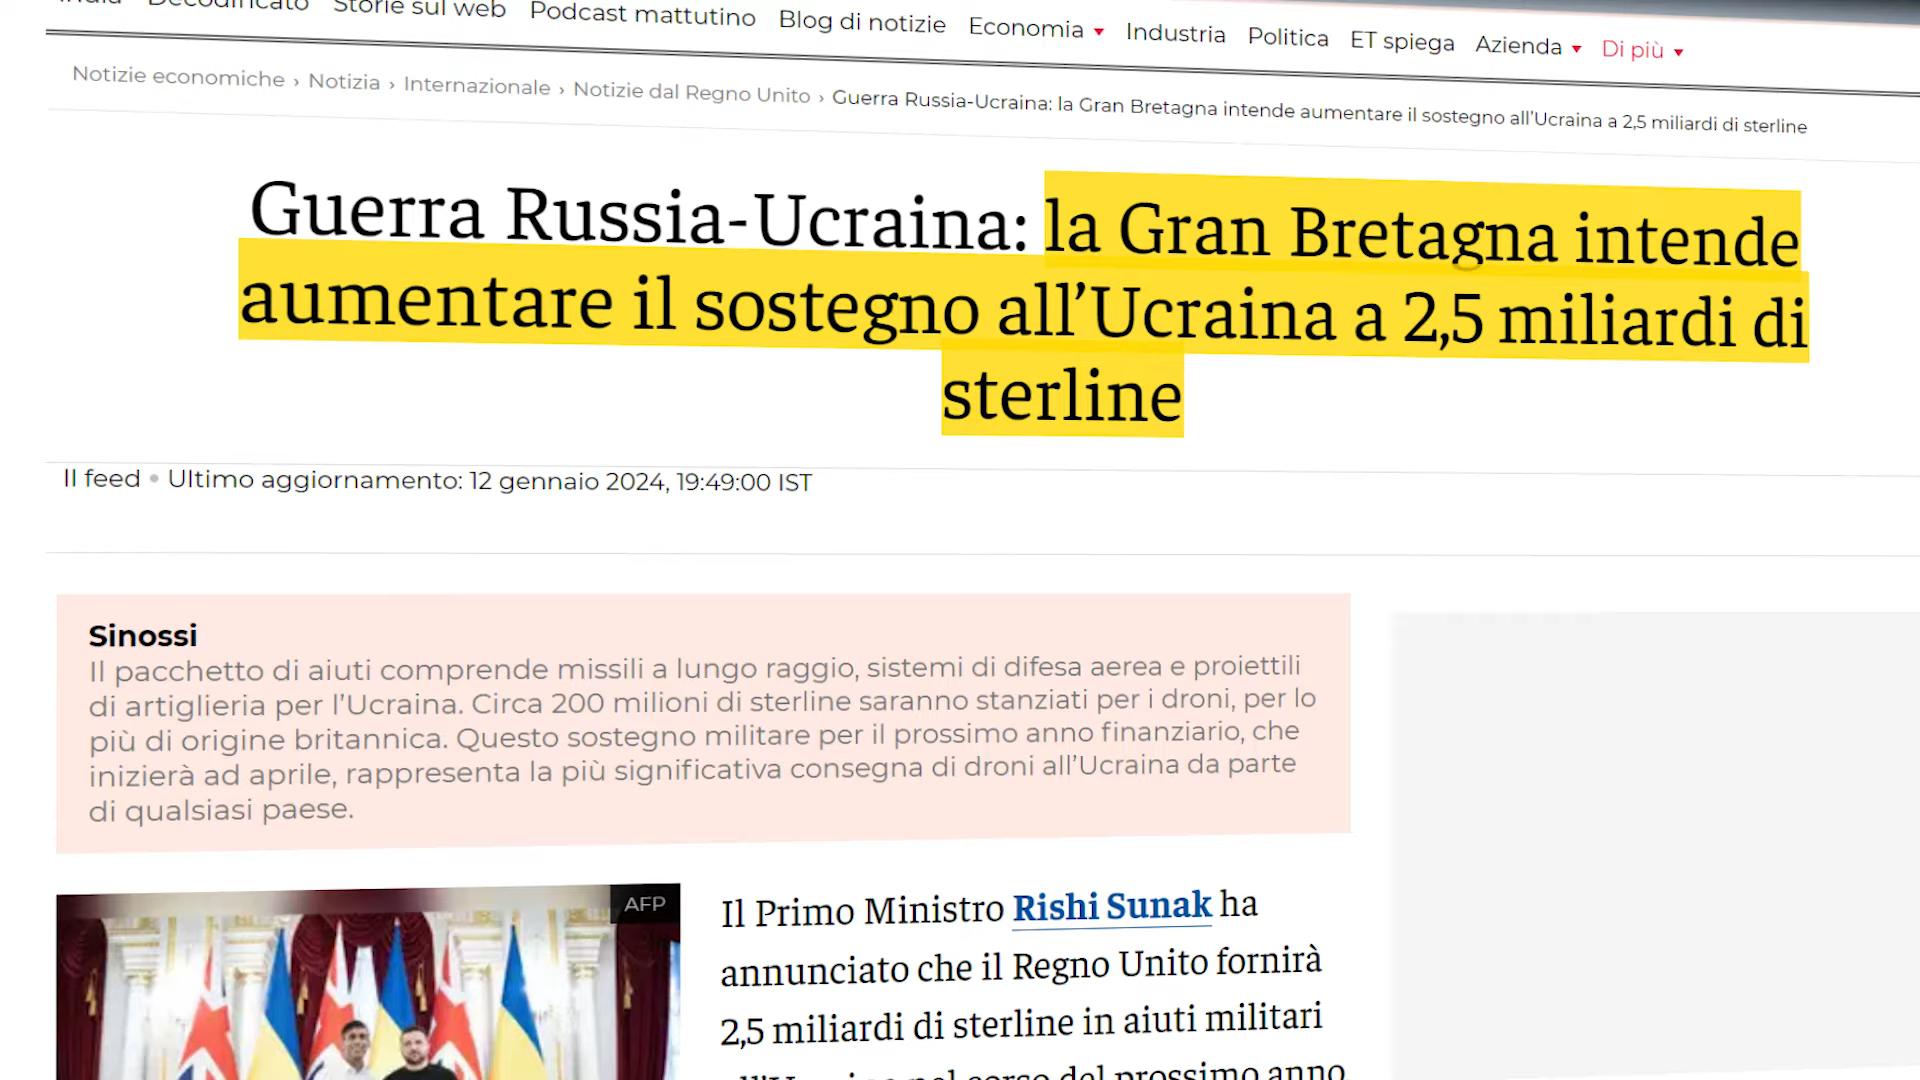 Decodificato Storie sul web Podcast mattutino Blog di notizie Economia Industria Politica ET spiega Azienda Di più
Notizie economiche › Notizia › Internazionale › Notizie dal Regno Unito › Guerra Russia-Ucraina: la Gran Bretagna intende aumentare il sostegno all'Ucraina a 2,5 miliardi di sterline
Guerra Russia-Ucraina: la Gran Bretagna intende
aumentare il sostegno all'Ucraina a 2,5 miliardi di
sterline
Il feed • Ultimo aggiornamento: 12 gennaio 2024, 19:49:00 IST
Sinossi
Il pacchetto di aiuti comprende missili a lungo raggio, sistemi di difesa aerea e proiettili
di artiglieria per l'Ucraina. Circa 200 milioni di sterline saranno stanziati per i droni, per lo
più di origine britannica. Questo sostegno militare per il prossimo anno finanziario, che
inizierà ad aprile, rappresenta la più significativa consegna di droni all'Ucraina da parte
di qualsiasi paese.
AFP
Il Primo Ministro Rishi Sunak ha
annunciato che il Regno Unito fornirà
2,5 miliardi di sterline in aiuti militari
all'Ucraina nel corso del prossimo anno